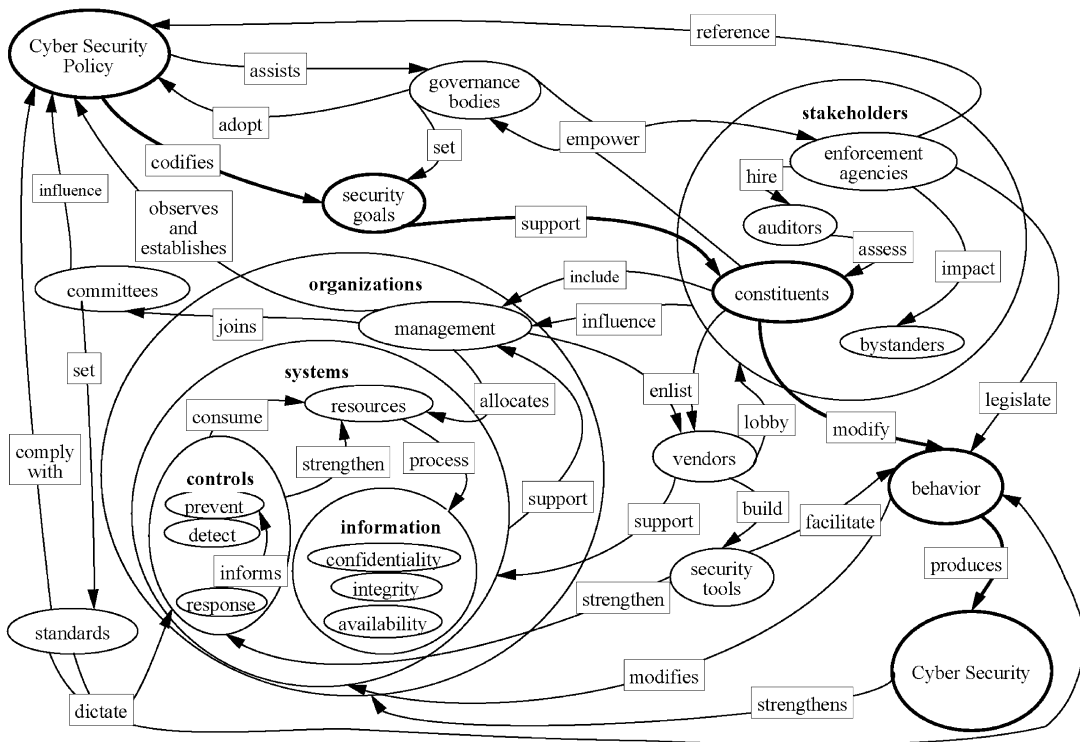 reference
Cyber Security
Policy
assists
governance
bodies
stakeholders
adopt
empower
set
enforcement
agencies
codifies
hire
influence
security
goals
observes
and
establishes
support
auditors
assess
impact
organizations
include
committees
constituents
joins
management
influence
bystanders
set
systems
enlist
consume
resources
allocates
legislate
lobby
modify
comply
with
strengthen
process
controls
vendors
behavior
prevent
support
build
detect
information
support
facilitate
confidentiality
informs
integrity
security
tools
produces
response
strengthen
availability
standards
Cyber Security
modifies
dictate
strengthens